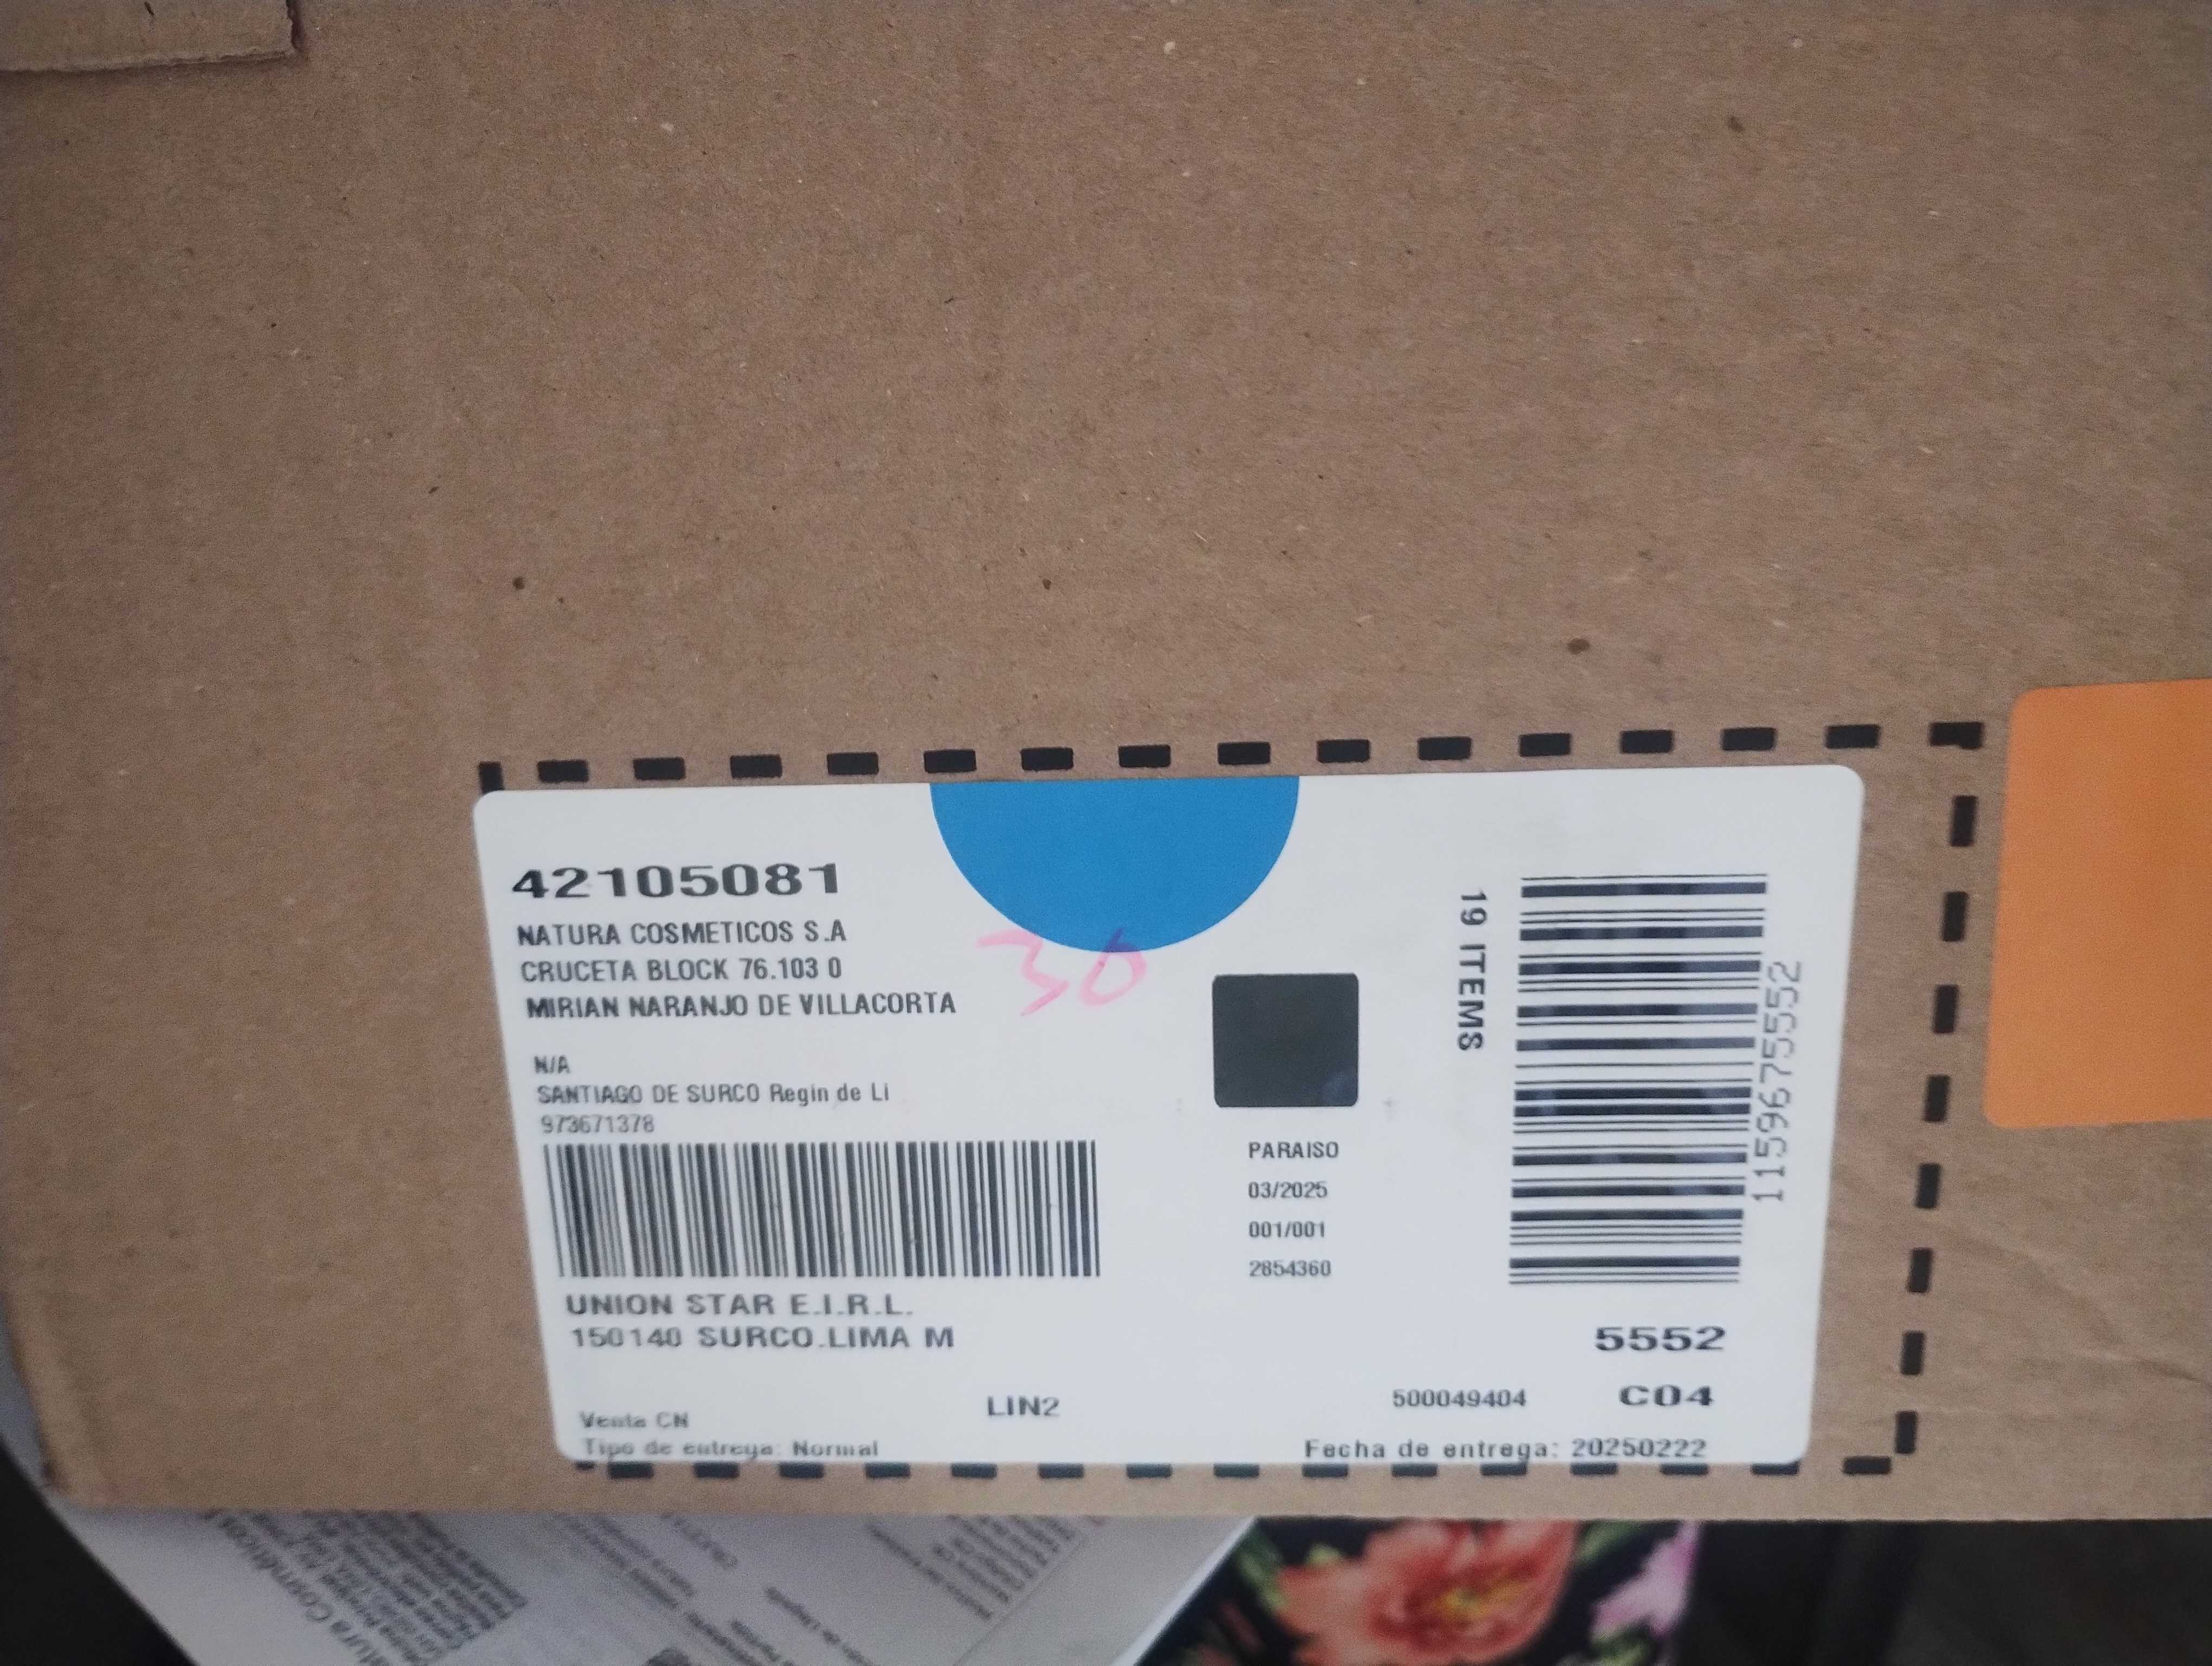 42105081
NATURA COSMETICOS S.A
CRUCETA BLOCK 76.103 0
MIRIAN NARANJO DE VILLACORTA
30
N/A
SANTIAGO DE SURCO Regin de Li
973671378
UNION STAR E.I.R.L.
150140 SURCO.LIMA M
PARAISO
03/2025
001/001
2854360
19 ITEMS
1159675552
5552
Venta CN
LIN2
500049404
C04
Tipo de entrega: Normal
Fecha de entrega: 20250222